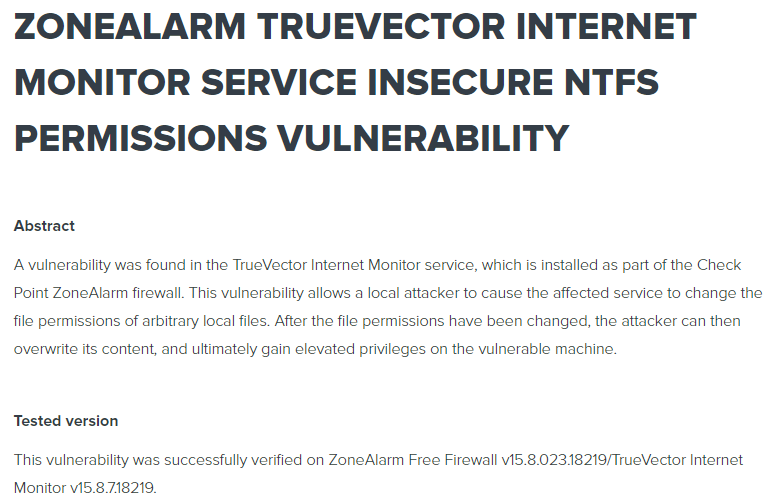 ZONEALARM TRUEVECTOR INTERNET
MONITOR SERVICE INSECURE NTFS
PERMISSIONS VULNERABILITY
Abstract
A vulnerability was found in the TrueVector Internet Monitor service, which is installed as part of the Check
Point ZoneAlarm firewall. This vulnerability allows a local attacker to cause the affected service to change the
file permissions of arbitrary local files. After the file permissions have been changed, the attacker can then
overwrite its content, and ultimately gain elevated privileges on the vulnerable machine.
Tested version
This vulnerability was successfully verified on ZoneAlarm Free Firewall v15.8.023.18219/TrueVector Internet
Monitor v15.8.7.18219.